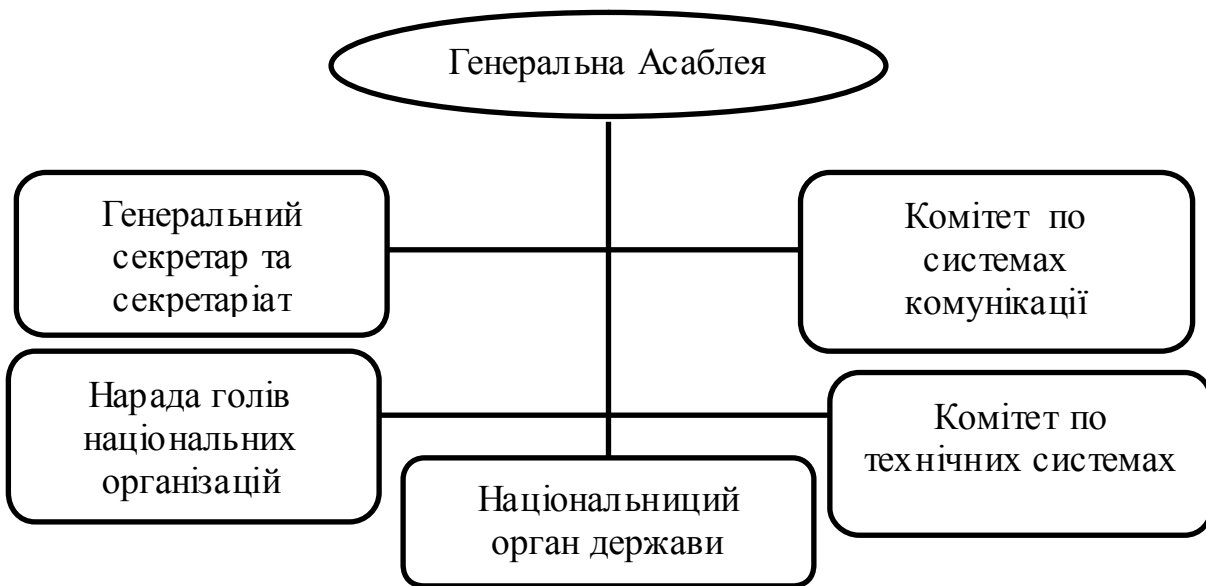 Генеральна Асаблея
Генеральний
секретар та
секретаріат
Комітет по
системах
комунікації
Нарада голів
національних
організацій
Комітет по
технічних системах
Національниций
орган держави